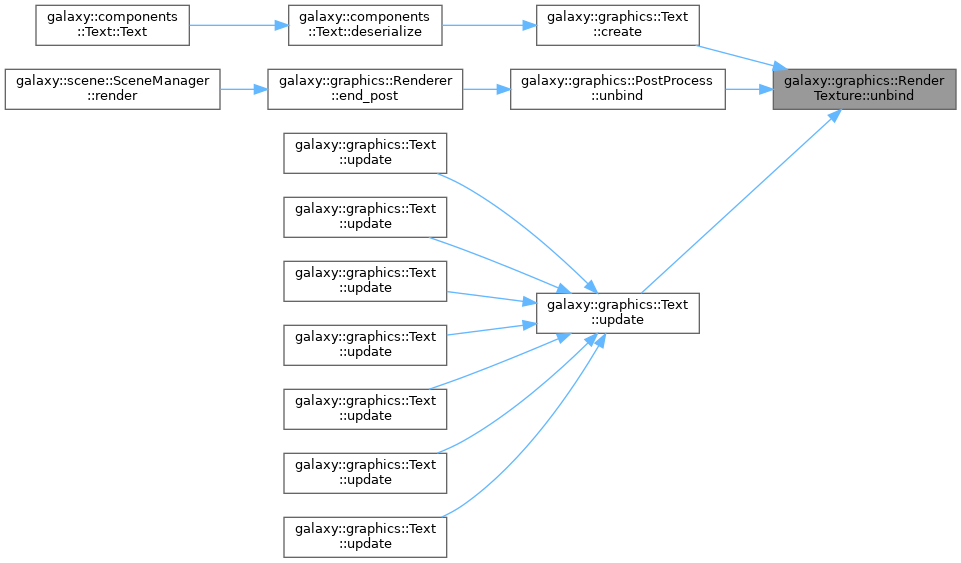 galaxy::components
::Text::Text
galaxy::components
::Text::deserialize
galaxy::graphics::Text
::create
galaxy::scene::SceneManager
::render
galaxy::graphics::Renderer
::end_post
galaxy::graphics::PostProcess
::unbind
galaxy::graphics::Render
Texture::unbind
galaxy::graphics::Text
::update
galaxy::graphics::Text
::update
galaxy::graphics::Text
::update
galaxy::graphics::Text
::update
galaxy::graphics::Text
::update
galaxy::graphics::Text
::update
galaxy::graphics::Text
::update
galaxy::graphics::Text
::update